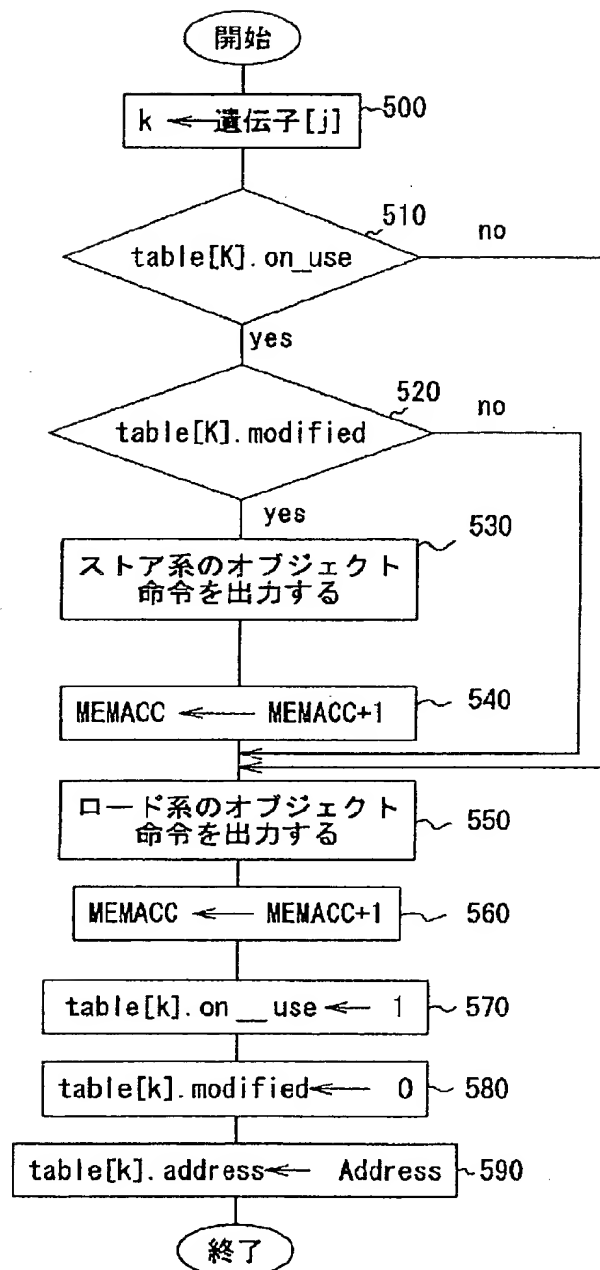 開始
k ← 遺伝子[j]
500
510
no
table[K].on_use
yes
520
no
table[K].modified
yes
530
ストア系のオブジェクト
命令を出力する
MEMACC ← MEMACC+1
540
ロード系のオブジェクト
命令を出力する
550
MEMACC ← MEMACC+1
560
table[k].on__use ← 1
570
table[k].modified ← 0
580
table[k].address ← Address
590
終了